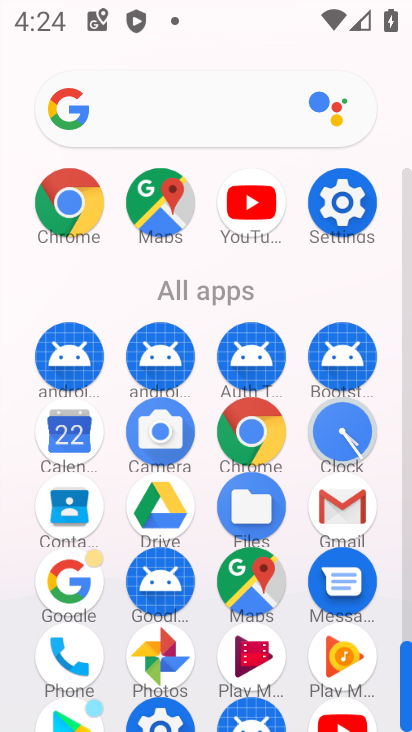 4:24
Chrome Maps YouTu... Settings
All apps
androi... androi... Auth T... Bootst...
Calen... Camera Chrome Clock
Conta... Drive Files Gmail
Google Googl... Maps Messa...
Phone Photos Play M... Play M...